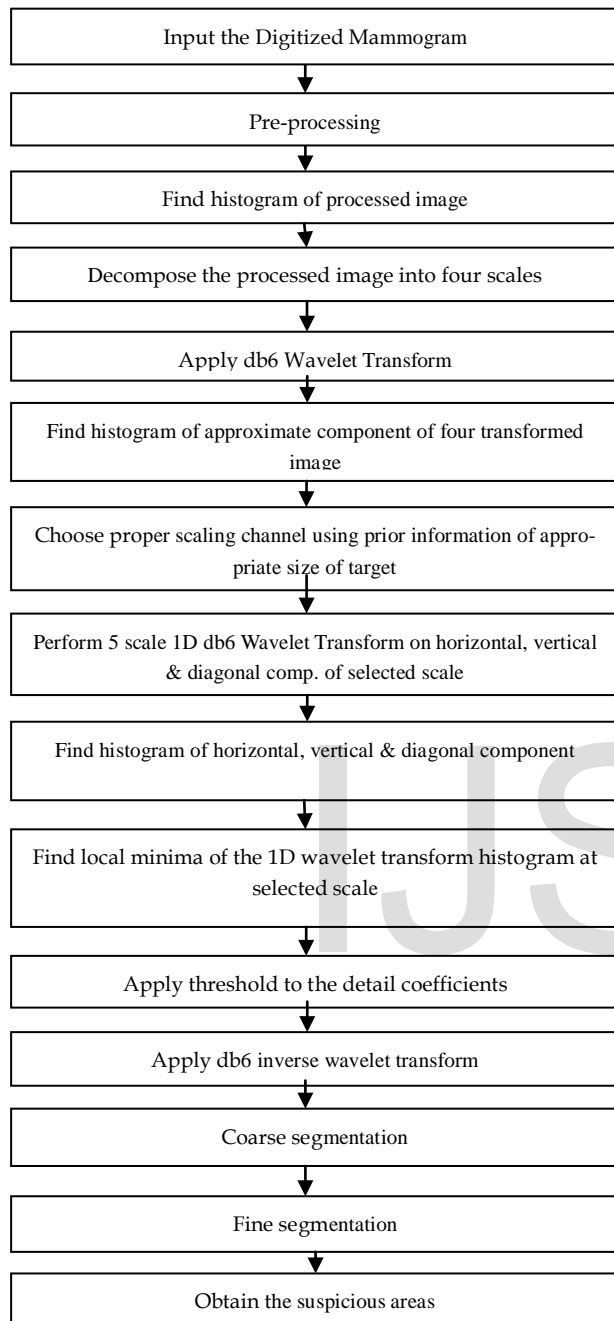 Input the Digitized Mammogram
Pre-processing
Find histogram of processed image
Decompose the processed image into four scales
Apply db6 Wavelet Transform
Find histogram of approximate component of four transformed
image
Choose proper scaling channel using prior information of appro-
priate size of target
Perform 5 scale 1D db6 Wavelet Transform on horizontal, vertical
& diagonal comp. of selected scale
Find histogram of horizontal, vertical & diagonal component
IJS
Find local minima of the 1D wavelet transform histogram at
selected scale
Apply threshold to the detail coefficients
Apply db6 inverse wavelet transform
Coarse segmentation
Fine segmentation
Obtain the suspicious areas